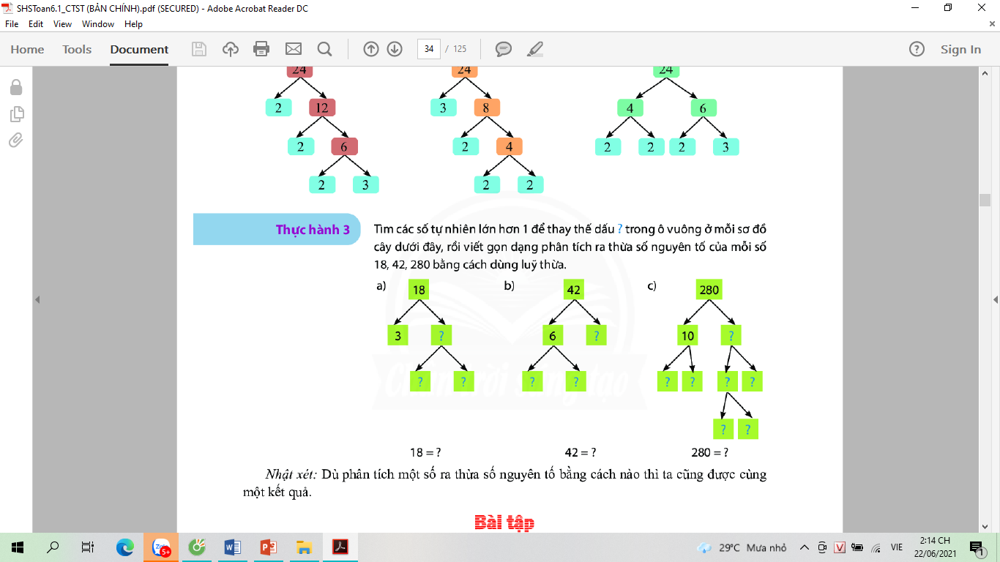 SHSToan6.1_CTST (BẢN CHÍNH).pdf (SECURED) - Adobe Acrobat Reader DC
File Edit View Window Help
Home Tools Document 34 / 125 Sign In
24 24 24
2 12 3 8 4 6
2 6 2 4 2 2 2 3
2 3 2 2
Thực hành 3 Tìm các số tự nhiên lớn hơn 1 để thay thế dấu ? trong ô vuông ở mỗi sơ đồ
cây dưới đây, rồi viết gọn dạng phân tích ra thừa số nguyên tố của mỗi số
18, 42, 280 bằng cách dùng luỹ thừa.
a) 18 b) 42 c) 280
3 ? 6 ? 10 ?
? ? ? ? ? ? ? ?
Chân trời sáng tạo
? ?
18 = ? 42 = ? 280 = ?
Nhật xét: Dù phân tích một số ra thừa số nguyên tố bằng cách nào thì ta cũng được cùng
một kết quả.
Bài tập
5+ 29°C Mưa nhỏ V VIE 2:14 CH
22/06/2021 1